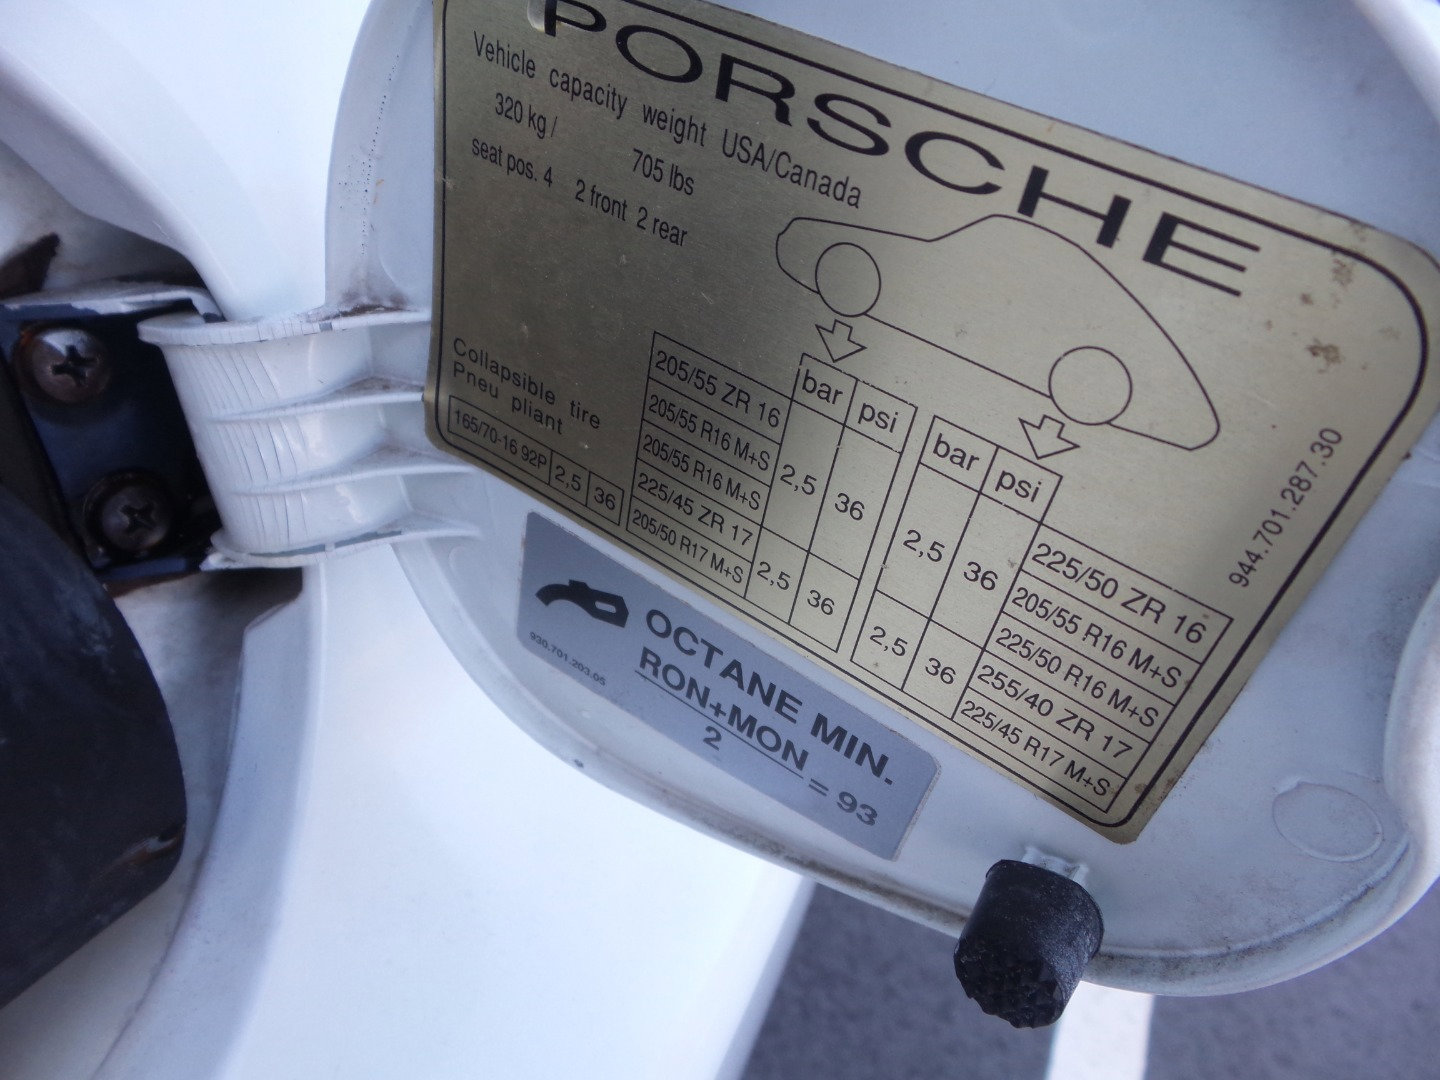 PORSCHE
Vehicle capacity weight USA/Canada
320 kg / 705 lbs
seat pos. 4 2 front 2 rear
Collapsible tire
Pneu pliant
165/70-16 92P 2,5 36
bar psi
205/55 ZR 16
205/55 R16 M+S
205/55 R16 M+S
2,5 36
225/45 ZR 17
205/50 R17 M+S
2,5 36
bar psi
2,5 36
225/50 ZR 16
205/55 R16 M+S
225/50 R16 M+S
2,5 36
255/40 ZR 17
225/45 R17 M+S
944.701.287.30
OCTANE MIN.
RON+MON
2
= 93
930.701.203.05